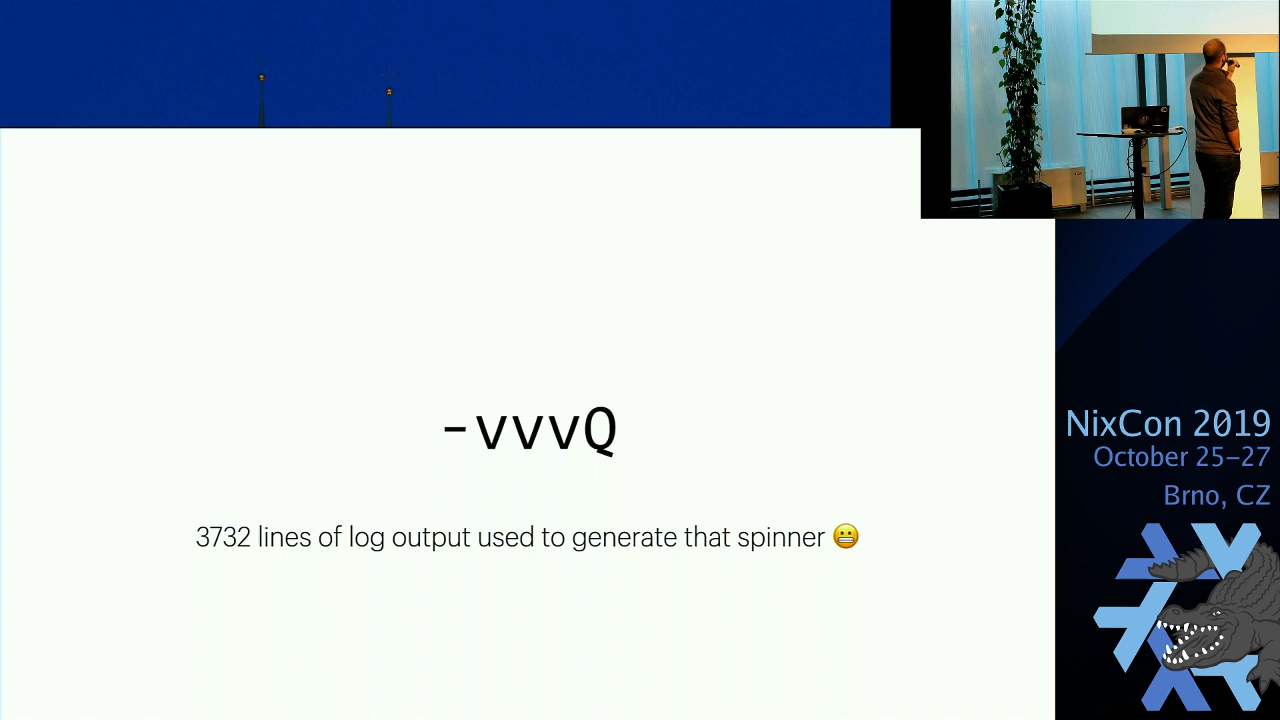 -vvvQ
3732 lines of log output used to generate that spinner 😬
NixCon 2019
October 25–27
Brno, CZ